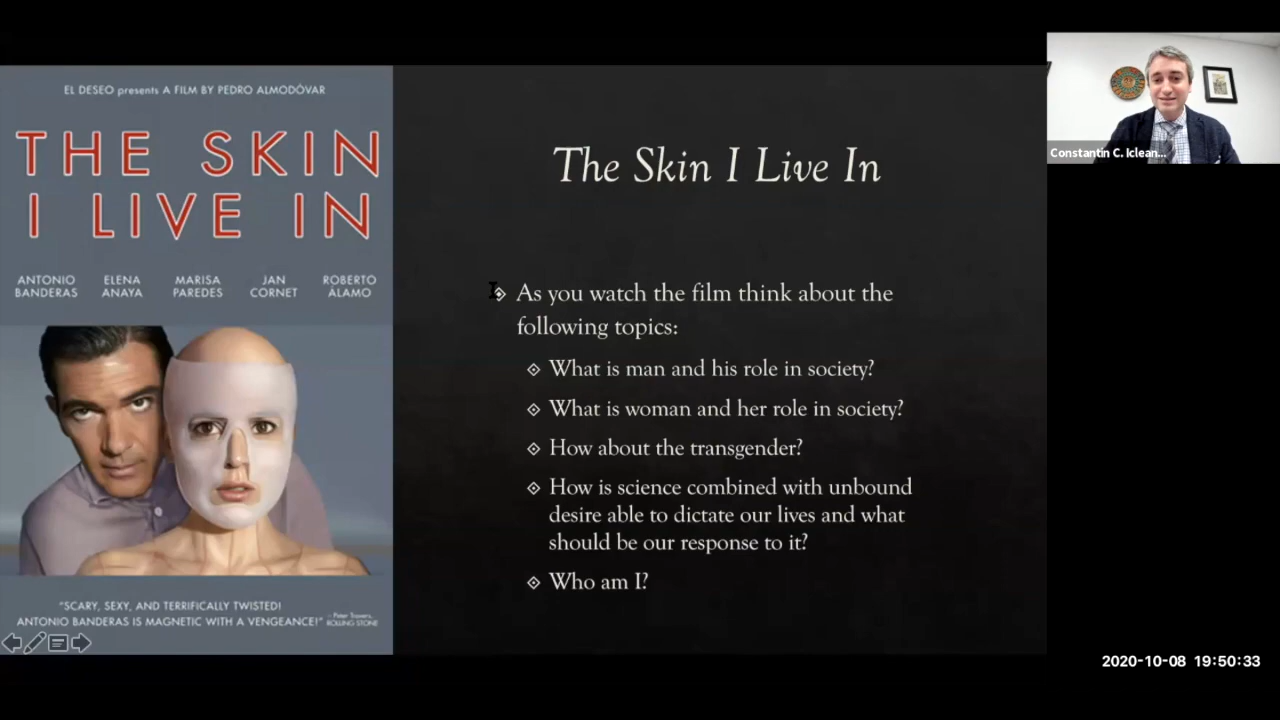 EL DESEO presents A FILM BY PEDRO ALMODÓVAR
THE SKIN
I LIVE IN
ANTONIO BANDERAS
ELENA ANAYA
MARISA PAREDES
JAN CORNET
ROBERTO ÁLAMO
"SCARY, SEXY, AND TERRIFICALLY TWISTED!
ANTONIO BANDERAS IS MAGNETIC WITH A VENGEANCE!" – Peter Travers, ROLLING STONE
The Skin I Live In
As you watch the film think about the
following topics:
What is man and his role in society?
What is woman and her role in society?
How about the transgender?
How is science combined with unbound
desire able to dictate our lives and what
should be our response to it?
Who am I?
Constantin C. Iclean...
2020-10-08 19:50:33